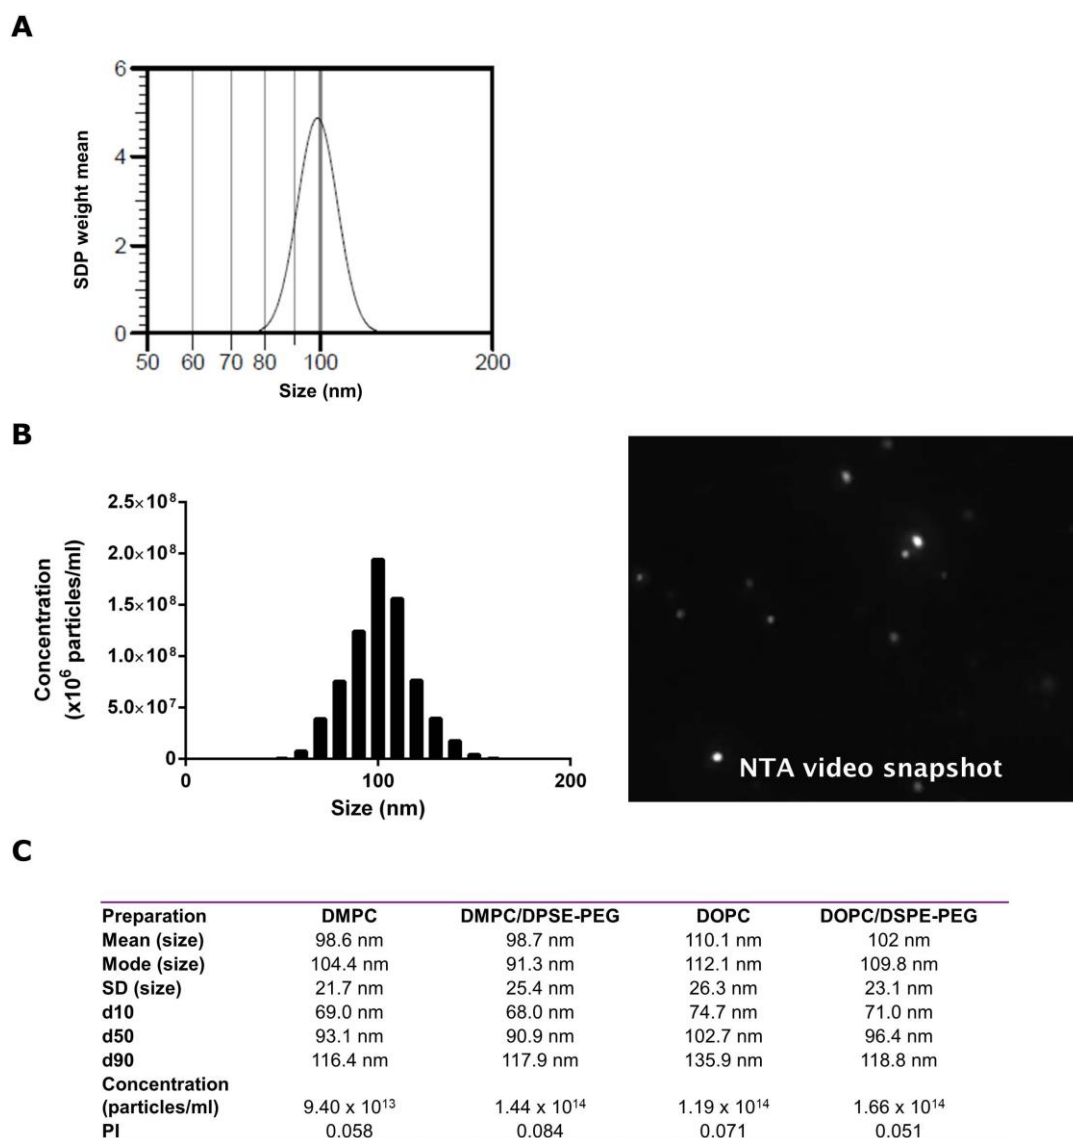 A
6
4
2
0
SDP weight mean
50 60 70 80 100 200
Size (nm)
B
2.5×10⁸
2.0×10⁸
1.5×10⁸
1.0×10⁸
5.0×10⁷
0
Concentration
(x10⁶ particles/ml)
0 100 200
Size (nm)
NTA video snapshot
C
Preparation DMPC DMPC/DPSE-PEG DOPC DOPC/DSPE-PEG
Mean (size) 98.6 nm 98.7 nm 110.1 nm 102 nm
Mode (size) 104.4 nm 91.3 nm 112.1 nm 109.8 nm
SD (size) 21.7 nm 25.4 nm 26.3 nm 23.1 nm
d10 69.0 nm 68.0 nm 74.7 nm 71.0 nm
d50 93.1 nm 90.9 nm 102.7 nm 96.4 nm
d90 116.4 nm 117.9 nm 135.9 nm 118.8 nm
Concentration
(particles/ml) 9.40 x 10¹³ 1.44 x 10¹⁴ 1.19 x 10¹⁴ 1.66 x 10¹⁴
PI 0.058 0.084 0.071 0.051